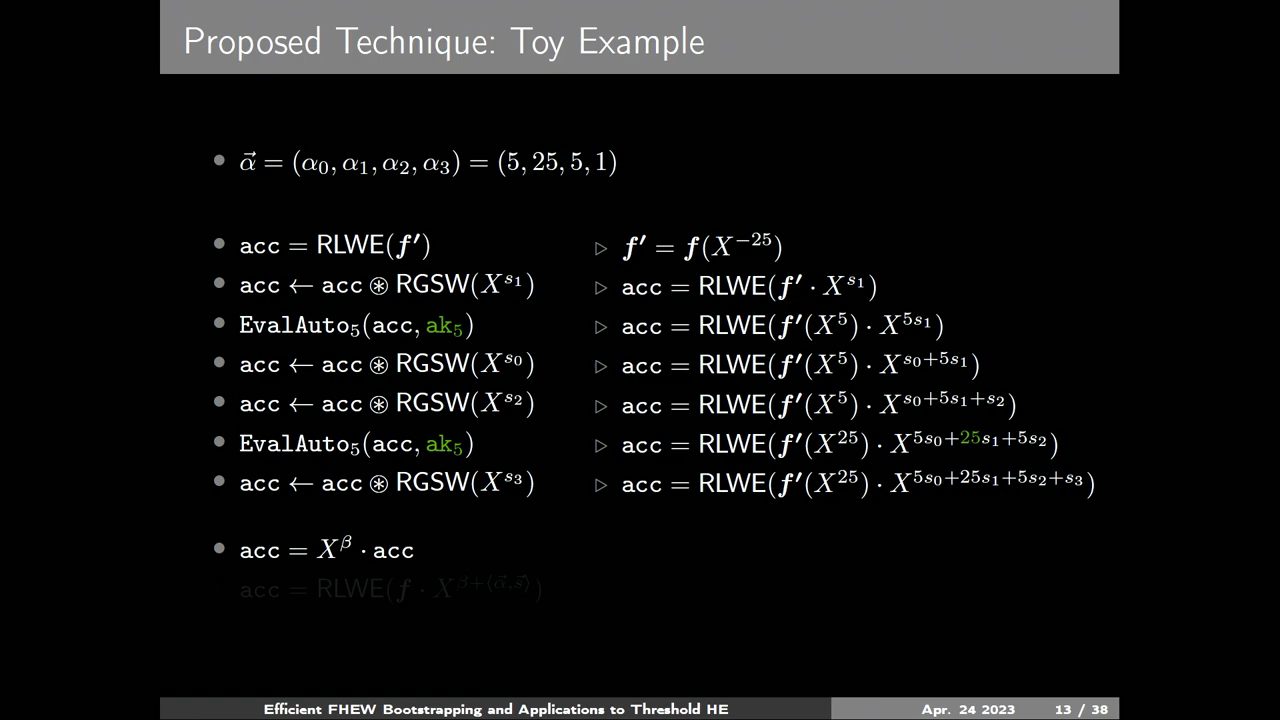 Proposed Technique: Toy Example
• α⃗ = (α₀, α₁, α₂, α₃) = (5, 25, 5, 1)
• acc = RLWE(f′) ▷ f′ = f(X⁻²⁵)
• acc ← acc ⊛ RGSW(X^{s₁}) ▷ acc = RLWE(f′ · X^{s₁})
• EvalAuto₅(acc, ak₅) ▷ acc = RLWE(f′(X⁵) · X^{5s₁})
• acc ← acc ⊛ RGSW(X^{s₀}) ▷ acc = RLWE(f′(X⁵) · X^{s₀+5s₁})
• acc ← acc ⊛ RGSW(X^{s₂}) ▷ acc = RLWE(f′(X⁵) · X^{s₀+5s₁+s₂})
• EvalAuto₅(acc, ak₅) ▷ acc = RLWE(f′(X²⁵) · X^{5s₀+25s₁+5s₂})
• acc ← acc ⊛ RGSW(X^{s₃}) ▷ acc = RLWE(f′(X²⁵) · X^{5s₀+25s₁+5s₂+s₃})
• acc = X^β · acc
acc = RLWE(f · X^{β+⟨α⃗,s⃗⟩})
Efficient FHEW Bootstrapping and Applications to Threshold HE Apr. 24 2023 13 / 38